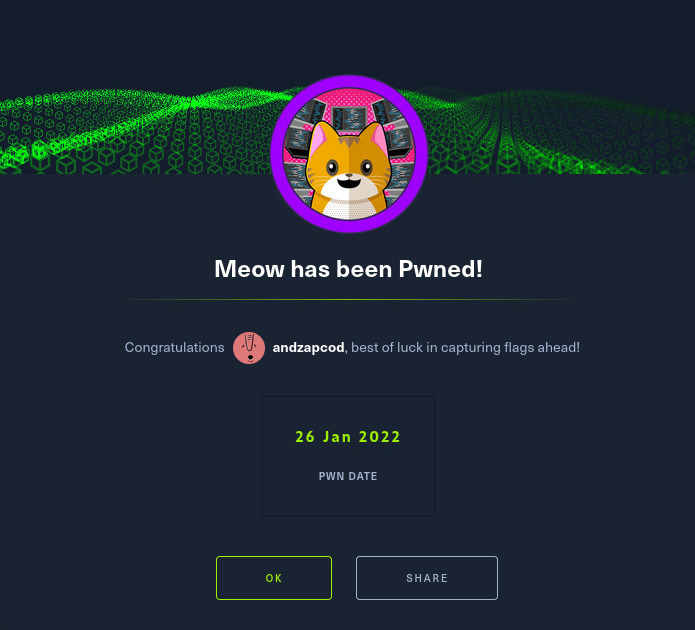 Meow has been Pwned!
Congratulations andzapcod, best of luck in capturing flags ahead!
26 Jan 2022
PWN DATE
OK SHARE